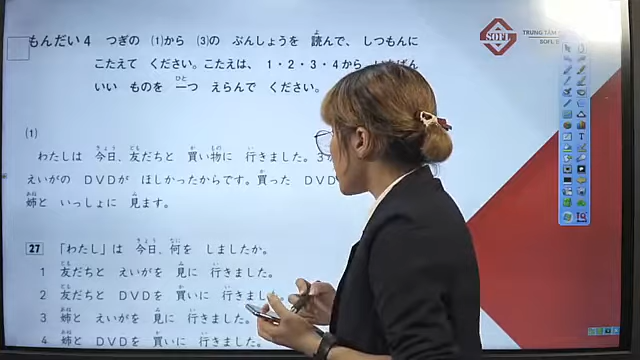 もんだい4 つぎの (1)から (3)の ぶんしょうを 読んで、しつもんに
こたえて ください。こたえは、1・2・3・4から
いい ものを 一つ えらんで ください。
SOFL
TRUNG TÂM
SOFL
(1)
わたしは 今日、友だちと 買い物に 行きました。3
えいがの DVDが ほしかったからです。買った DVD
姉と いっしょに 見ます。
27 「わたし」は 今日、何を しましたか。
1 友だちと えいがを 見に 行きました。
2 友だちと DVDを 買いに 行きました。
3 姉と えいがを 見に 行きました。
4 姉と DVDを 買いに 行きました。